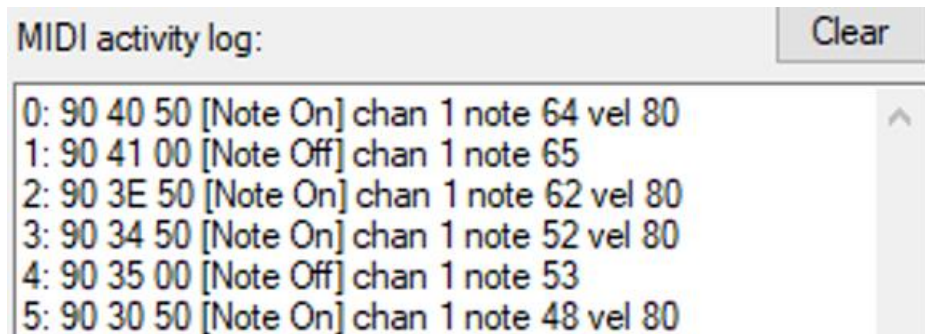 MIDI activity log:
Clear
0: 90 40 50 [Note On] chan 1 note 64 vel 80
1: 90 41 00 [Note Off] chan 1 note 65
2: 90 3E 50 [Note On] chan 1 note 62 vel 80
3: 90 34 50 [Note On] chan 1 note 52 vel 80
4: 90 35 00 [Note Off] chan 1 note 53
5: 90 30 50 [Note On] chan 1 note 48 vel 80